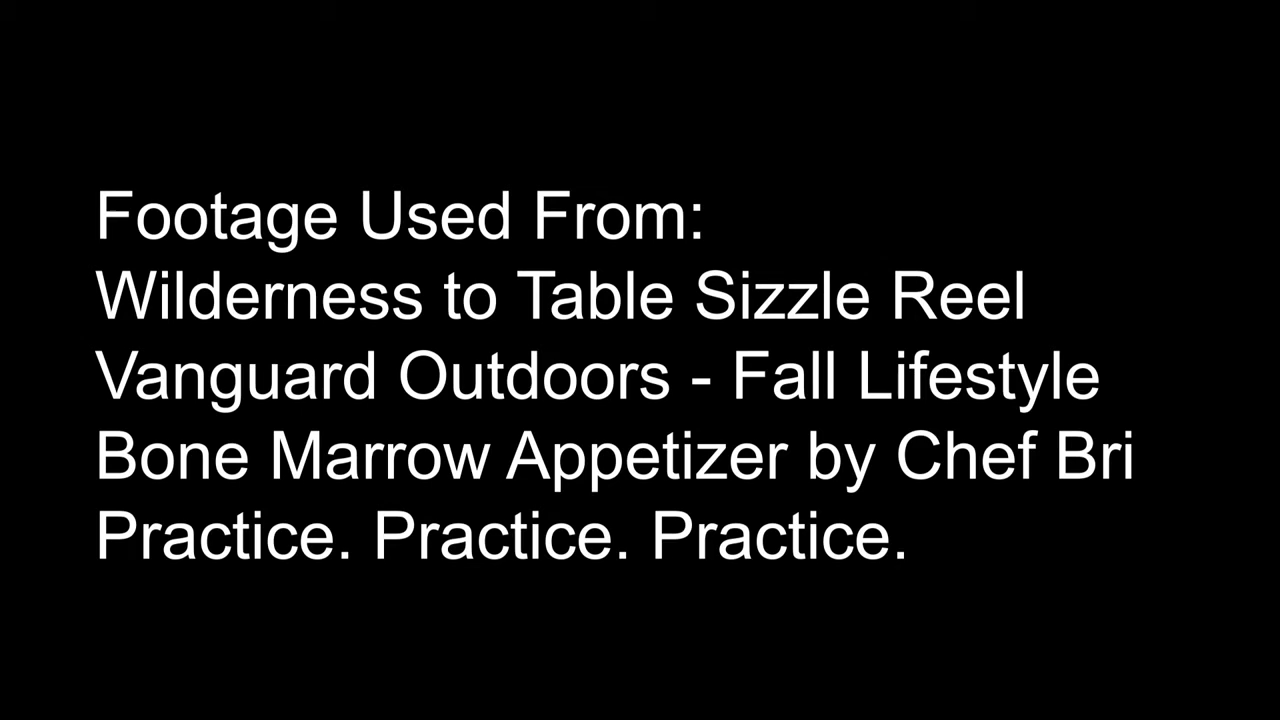 Footage Used From:
Wilderness to Table Sizzle Reel
Vanguard Outdoors - Fall Lifestyle
Bone Marrow Appetizer by Chef Bri
Practice. Practice. Practice.